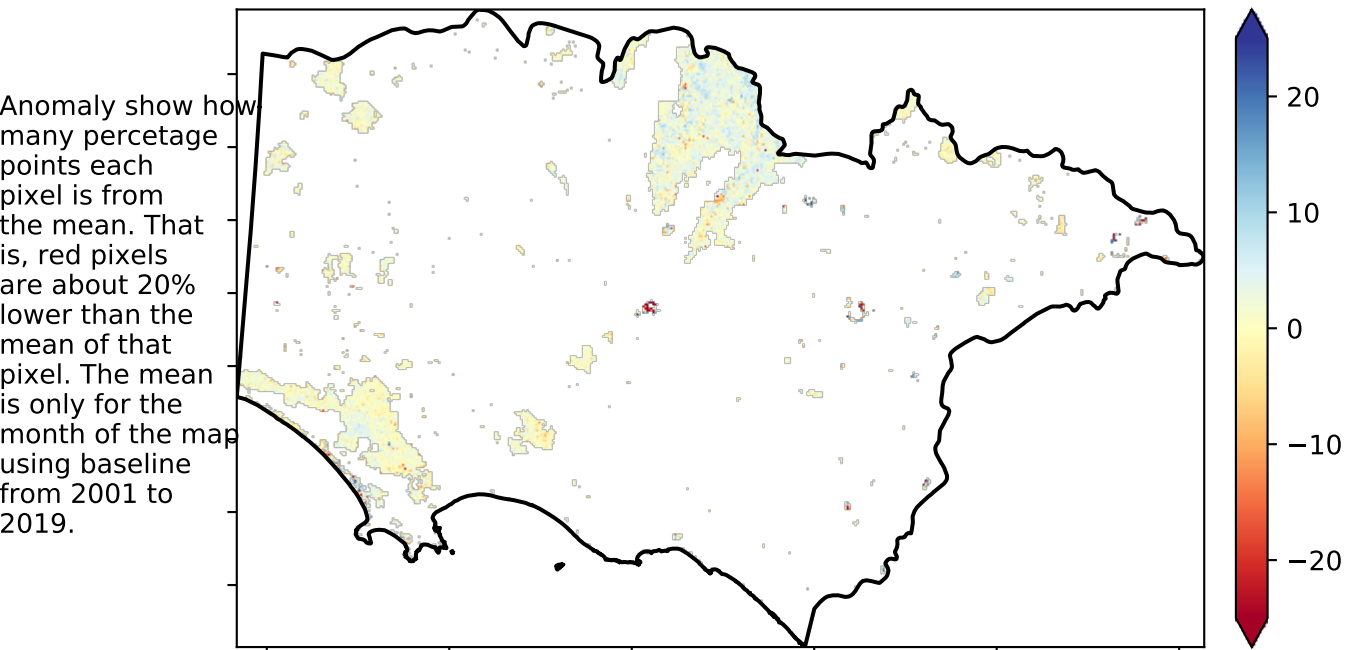 Anomaly show how
many percetage
points each
pixel is from
the mean. That
is, red pixels
are about 20%
lower than the
mean of that
pixel. The mean
is only for the
month of the map
using baseline
from 2001 to
2019.
20
10
0
−10
−20